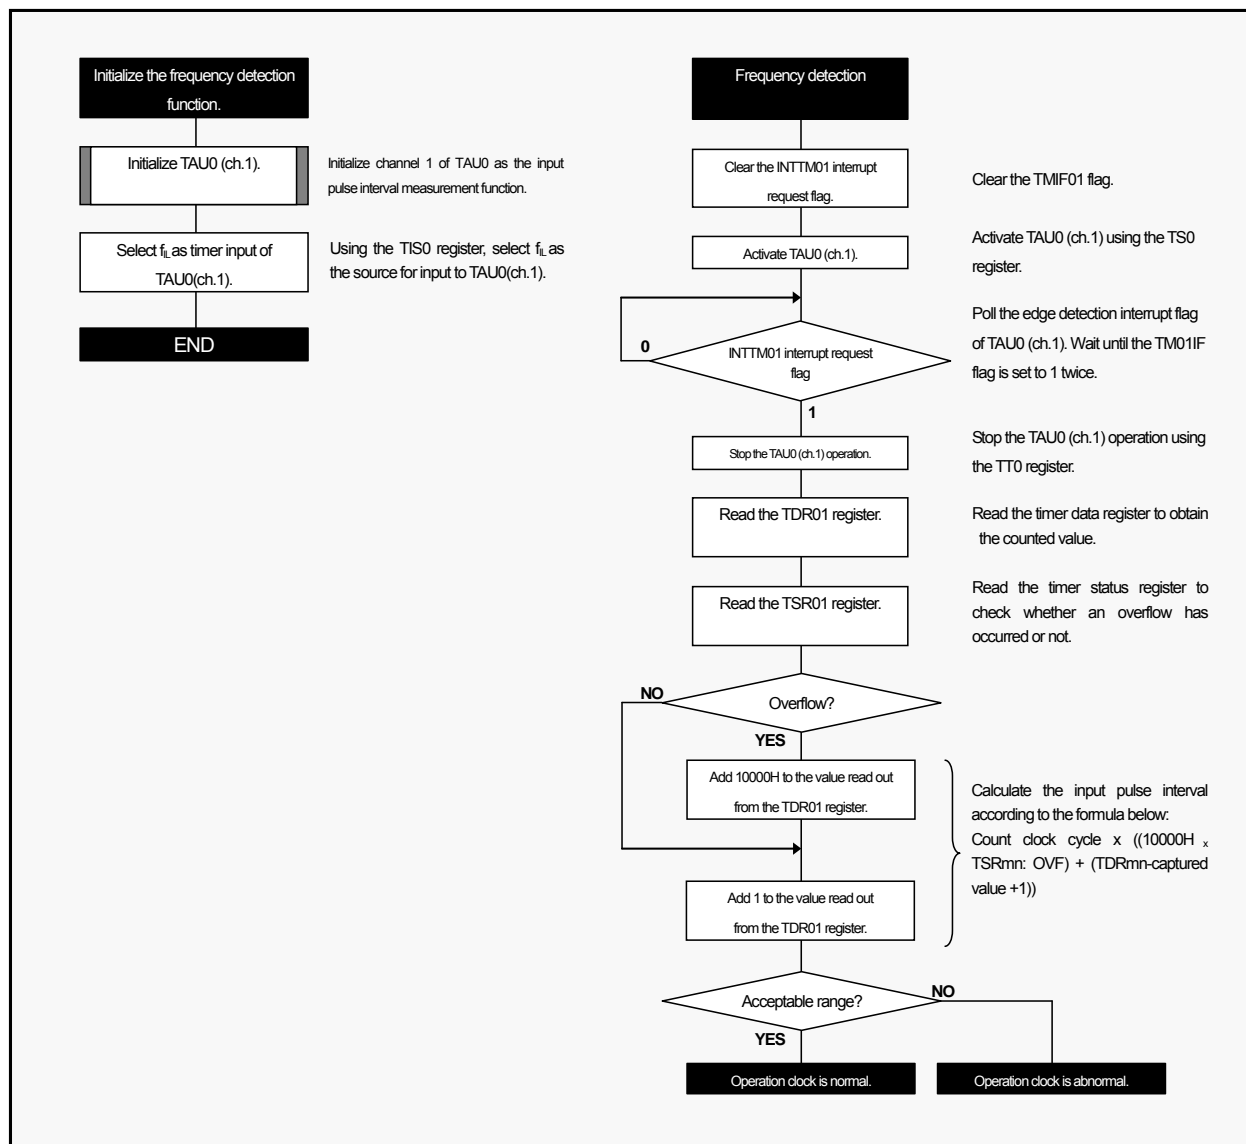 Initialize the frequency detection
function.
Initialize TAU0 (ch.1).
Initialize channel 1 of TAU0 as the input
pulse interval measurement function.
Select fIL as timer input of
TAU0(ch.1).
Using the TIS0 register, select fIL as
the source for input to TAU0(ch.1).
END
Frequency detection
Clear the INTTM01 interrupt
request flag.
Clear the TMIF01 flag.
Activate TAU0 (ch.1).
Activate TAU0 (ch.1) using the TS0
register.
0
INTTM01 interrupt request
flag
1
Poll the edge detection interrupt flag
of TAU0 (ch.1). Wait until the TM01IF
flag is set to 1 twice.
Stop the TAU0 (ch.1) operation.
Stop the TAU0 (ch.1) operation using
the TT0 register.
Read the TDR01 register.
Read the timer data register to obtain
the counted value.
Read the TSR01 register.
Read the timer status register to
check whether an overflow has
occurred or not.
NO
Overflow?
YES
Add 10000H to the value read out
from the TDR01 register.
Add 1 to the value read out
from the TDR01 register.
Calculate the input pulse interval
according to the formula below:
Count clock cycle x ((10000H x
TSRmn: OVF) + (TDRmn-captured
value +1))
Acceptable range?
NO
YES
Operation clock is normal.
Operation clock is abnormal.